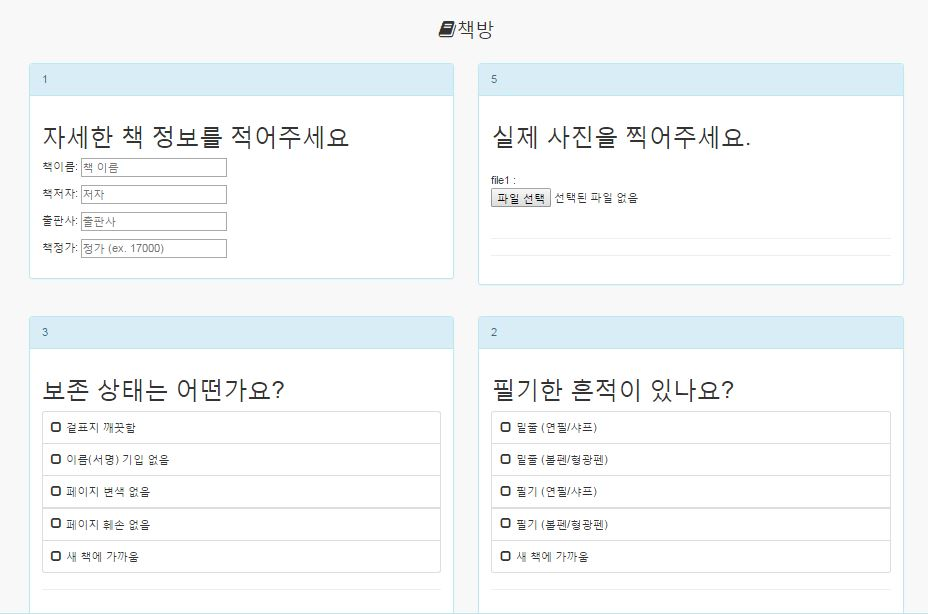 책방
1
자세한 책 정보를 적어주세요
책이름: 책 이름
책저자: 저자
출판사: 출판사
책정가: 정가 (ex. 17000)
5
실제 사진을 찍어주세요.
file1 :
파일 선택 선택된 파일 없음
3
보존 상태는 어떤가요?
겉표지 깨끗함
이름(서명) 기입 없음
페이지 변색 없음
페이지 훼손 없음
새 책에 가까움
2
필기한 흔적이 있나요?
밑줄 (연필/샤프)
밑줄 (볼펜/형광펜)
필기 (연필/샤프)
필기 (볼펜/형광펜)
새 책에 가까움